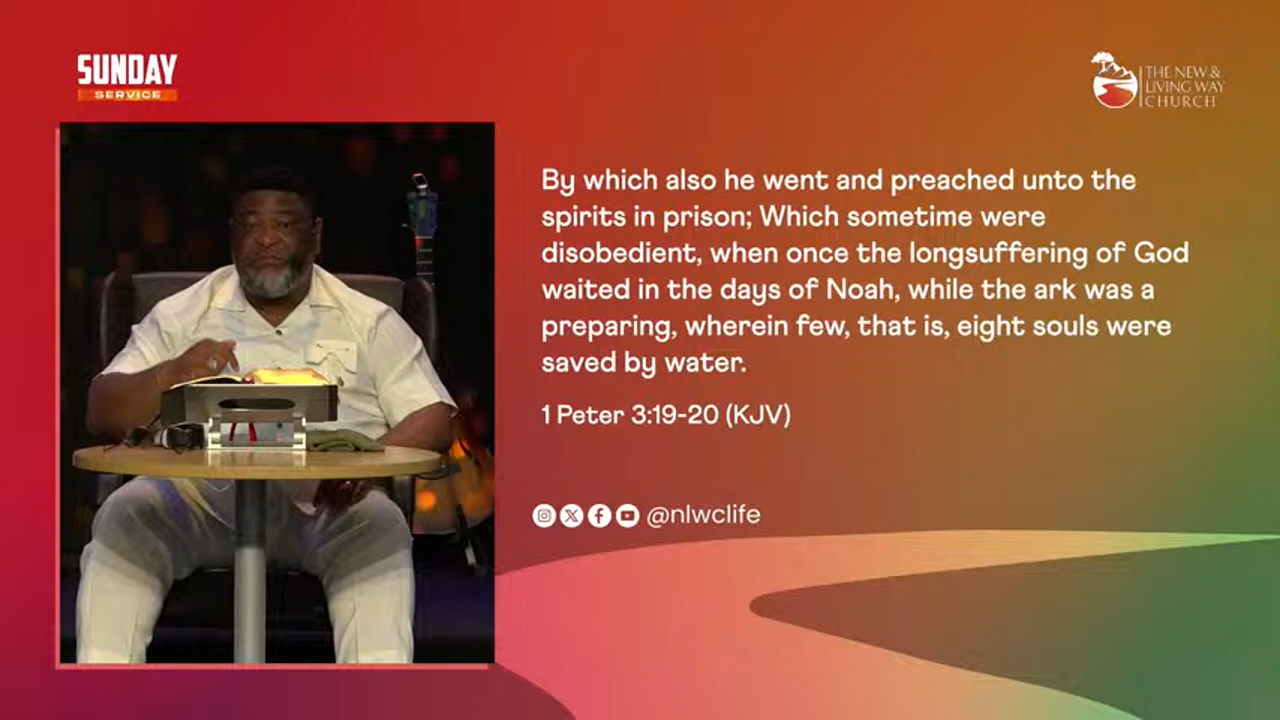 SUNDAY
SERVICE
THE NEW &
LIVING WAY
CHURCH
By which also he went and preached unto the
spirits in prison; Which sometime were
disobedient, when once the longsuffering of God
waited in the days of Noah, while the ark was a
preparing, wherein few, that is, eight souls were
saved by water.
1 Peter 3:19-20 (KJV)
@nlwclife